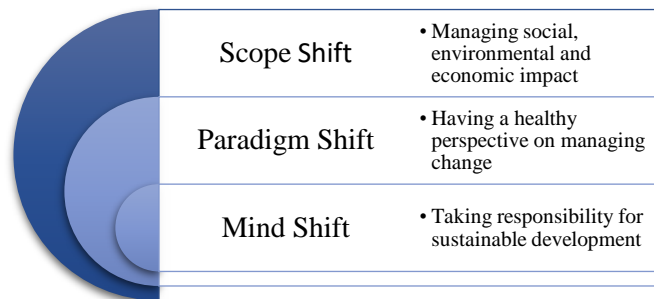 Scope Shift
• Managing social,
environmental and
economic impact
Paradigm Shift
• Having a healthy
perspective on managing
change
Mind Shift
• Taking responsibility for
sustainable development